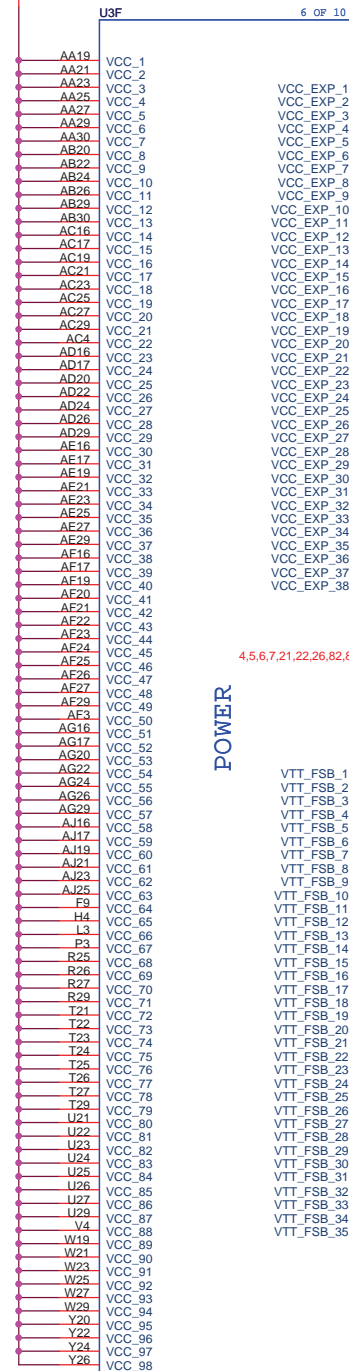 U3F 6 OF 10
AA19 VCC_1
AA21 VCC_2
AA23 VCC_3 VCC_EXP_1
AA25 VCC_4 VCC_EXP_2
AA27 VCC_5 VCC_EXP_3
AA29 VCC_6 VCC_EXP_4
AA30 VCC_7 VCC_EXP_5
AB20 VCC_8 VCC_EXP_6
AB22 VCC_9 VCC_EXP_7
AB24 VCC_10 VCC_EXP_8
AB26 VCC_11 VCC_EXP_9
AB29 VCC_12 VCC_EXP_10
AB30 VCC_13 VCC_EXP_11
AC16 VCC_14 VCC_EXP_12
AC17 VCC_15 VCC_EXP_13
AC19 VCC_16 VCC_EXP_14
AC21 VCC_17 VCC_EXP_15
AC23 VCC_18 VCC_EXP_16
AC25 VCC_19 VCC_EXP_17
AC27 VCC_20 VCC_EXP_18
AC29 VCC_21 VCC_EXP_19
AC4 VCC_22 VCC_EXP_20
AD16 VCC_23 VCC_EXP_21
AD17 VCC_24 VCC_EXP_22
AD20 VCC_25 VCC_EXP_23
AD22 VCC_26 VCC_EXP_24
AD24 VCC_27 VCC_EXP_25
AD26 VCC_28 VCC_EXP_26
AD29 VCC_29 VCC_EXP_27
AE16 VCC_30 VCC_EXP_28
AE17 VCC_31 VCC_EXP_29
AE19 VCC_32 VCC_EXP_30
AE21 VCC_33 VCC_EXP_31
AE23 VCC_34 VCC_EXP_32
AE25 VCC_35 VCC_EXP_33
AE27 VCC_36 VCC_EXP_34
AE29 VCC_37 VCC_EXP_35
AF16 VCC_38 VCC_EXP_36
AF17 VCC_39 VCC_EXP_37
AF19 VCC_40 VCC_EXP_38
AF20 VCC_41
AF21 VCC_42
AF22 VCC_43
AF23 VCC_44
AF24 VCC_45 4,5,6,7,21,22,26,82,8
AF25 VCC_46
AF26 VCC_47
AF27 VCC_48
AF29 VCC_49
AF3 VCC_50
POWER
AG16 VCC_51
AG17 VCC_52
AG20 VCC_53
AG22 VCC_54 VTT_FSB_1
AG24 VCC_55 VTT_FSB_2
AG26 VCC_56 VTT_FSB_3
AG29 VCC_57 VTT_FSB_4
AJ16 VCC_58 VTT_FSB_5
AJ17 VCC_59 VTT_FSB_6
AJ19 VCC_60 VTT_FSB_7
AJ21 VCC_61 VTT_FSB_8
AJ23 VCC_62 VTT_FSB_9
AJ25 VCC_63 VTT_FSB_10
F9 VCC_64 VTT_FSB_11
H4 VCC_65 VTT_FSB_12
L3 VCC_66 VTT_FSB_13
P3 VCC_67 VTT_FSB_14
R25 VCC_68 VTT_FSB_15
R26 VCC_69 VTT_FSB_16
R27 VCC_70 VTT_FSB_17
R29 VCC_71 VTT_FSB_18
T21 VCC_72 VTT_FSB_19
T22 VCC_73 VTT_FSB_20
T23 VCC_74 VTT_FSB_21
T24 VCC_75 VTT_FSB_22
T25 VCC_76 VTT_FSB_23
T26 VCC_77 VTT_FSB_24
T27 VCC_78 VTT_FSB_25
T29 VCC_79 VTT_FSB_26
U21 VCC_80 VTT_FSB_27
U22 VCC_81 VTT_FSB_28
U23 VCC_82 VTT_FSB_29
U24 VCC_83 VTT_FSB_30
U25 VCC_84 VTT_FSB_31
U26 VCC_85 VTT_FSB_32
U27 VCC_86 VTT_FSB_33
U29 VCC_87 VTT_FSB_34
V4 VCC_88 VTT_FSB_35
W19 VCC_89
W21 VCC_90
W23 VCC_91
W25 VCC_92
W27 VCC_93
W29 VCC_94
Y20 VCC_95
Y22 VCC_96
Y24 VCC_97
Y26 VCC_98